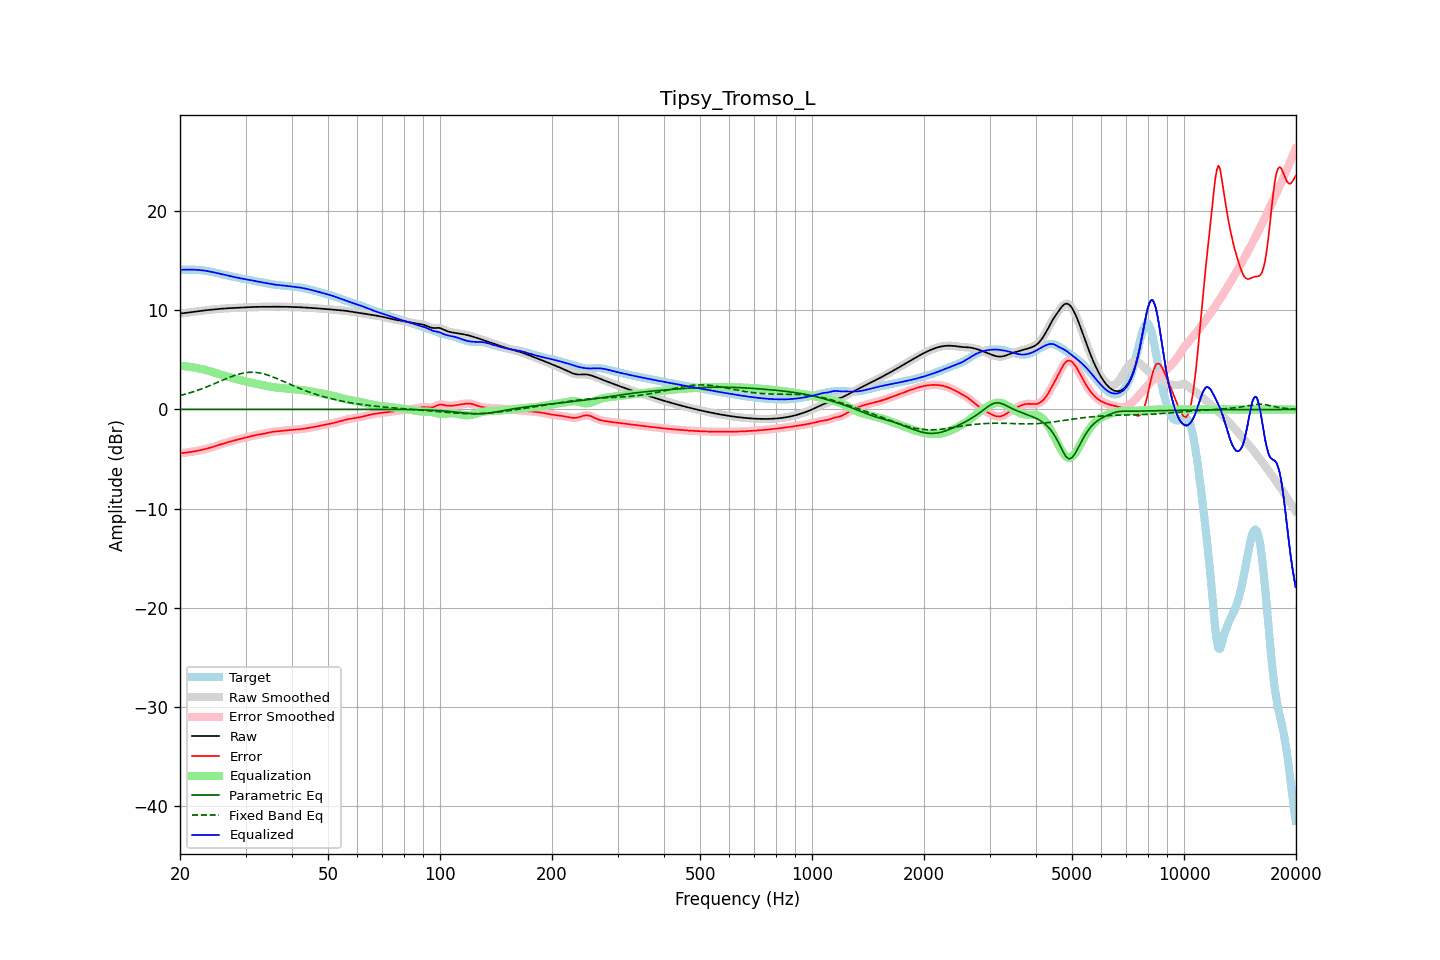 Tipsy_Tromso_L
Amplitude (dBr)
20
10
0
−10
−20
−30
−40
Target
Raw Smoothed
Error Smoothed
Raw
Error
Equalization
Parametric Eq
Fixed Band Eq
Equalized
20 50 100 200 500 1000 2000 5000 10000 20000
Frequency (Hz)